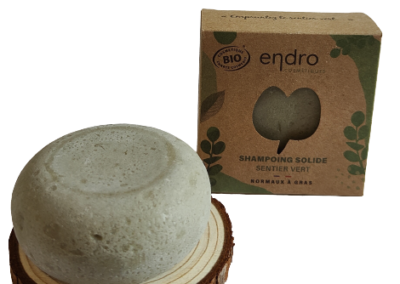 BIO
endro
SHAMPOING SOLIDE
SENTIER VERT
NORMAUX À GRAS